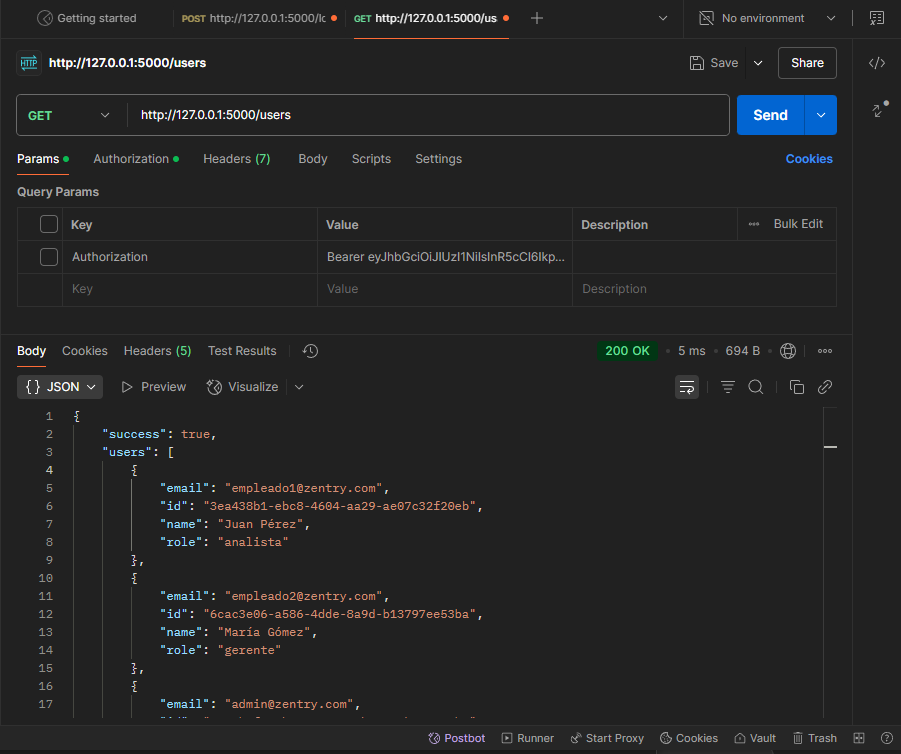 Getting started POST http://127.0.0.1:5000/lc GET http://127.0.0.1:5000/us No environment
HTTP http://127.0.0.1:5000/users Save Share
GET http://127.0.0.1:5000/users Send
Params Authorization Headers (7) Body Scripts Settings Cookies
Query Params
Key Value Description ... Bulk Edit
Authorization Bearer eyJhbGciOiJIUzI1NiIsInR5cCI6Ikp...
Key Value Description
Body Cookies Headers (5) Test Results 200 OK 5 ms 694 B
{} JSON Preview Visualize
1 {
2 "success": true,
3 "users": [
4 {
5 "email": "empleado1@zentry.com",
6 "id": "3ea438b1-ebc8-4604-aa29-ae07c32f20eb",
7 "name": "Juan Pérez",
8 "role": "analista"
9 },
10 {
11 "email": "empleado2@zentry.com",
12 "id": "6cac3e06-a586-4dde-8a9d-b13797ee53ba",
13 "name": "María Gómez",
14 "role": "gerente"
15 },
16 {
17 "email": "admin@zentry.com",
Postbot Runner Start Proxy Cookies Vault Trash